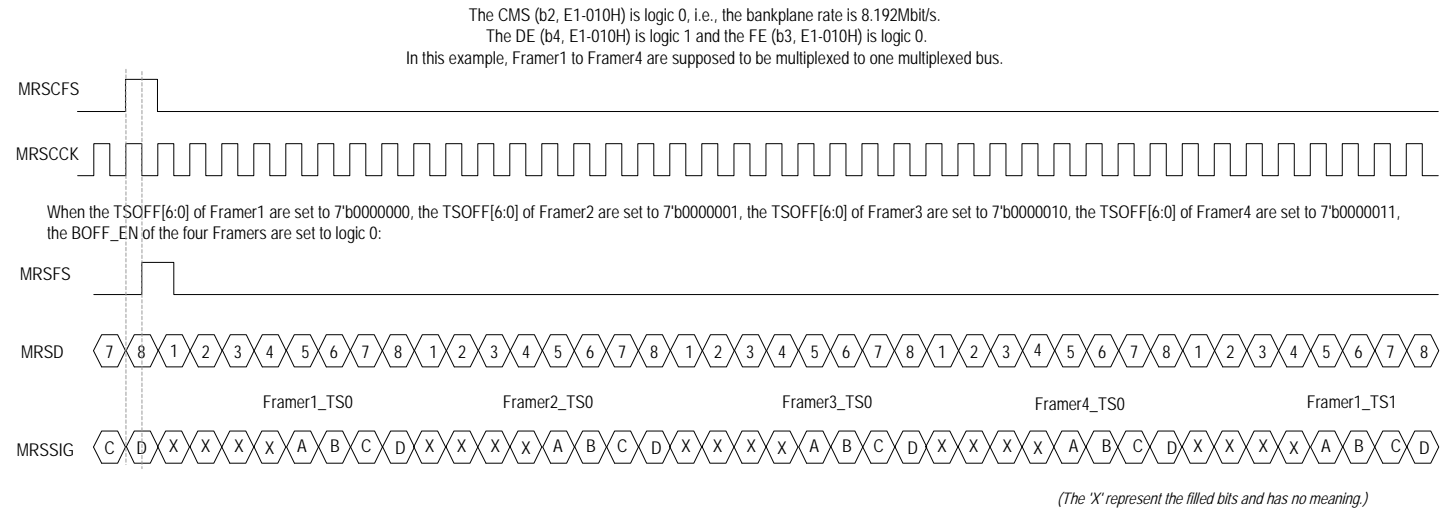 The CMS (b2, E1-010H) is logic 0, i.e., the bankplane rate is 8.192Mbit/s.
The DE (b4, E1-010H) is logic 1 and the FE (b3, E1-010H) is logic 0.
In this example, Framer1 to Framer4 are supposed to be multiplexed to one multiplexed bus.
MRSCFS
MRSCCK
When the TSOFF[6:0] of Framer1 are set to 7'b0000000, the TSOFF[6:0] of Framer2 are set to 7'b0000001, the TSOFF[6:0] of Framer3 are set to 7'b0000010, the TSOFF[6:0] of Framer4 are set to 7'b0000011,
the BOFF_EN of the four Framers are set to logic 0:
MRSFS
MRSD 7 8 1 2 3 4 5 6 7 8 1 2 3 4 5 6 7 8 1 2 3 4 5 6 7 8 1 2 3 4 5 6 7 8 1 2 3 4 5 6 7 8
Framer1_TS0 Framer2_TS0 Framer3_TS0 Framer4_TS0 Framer1_TS1
MRSSIG C D X X X X A B C D X X X X A B C D X X X X A B C D X X X X A B C D X X X X A B C D
(The 'X' represent the filled bits and has no meaning.)